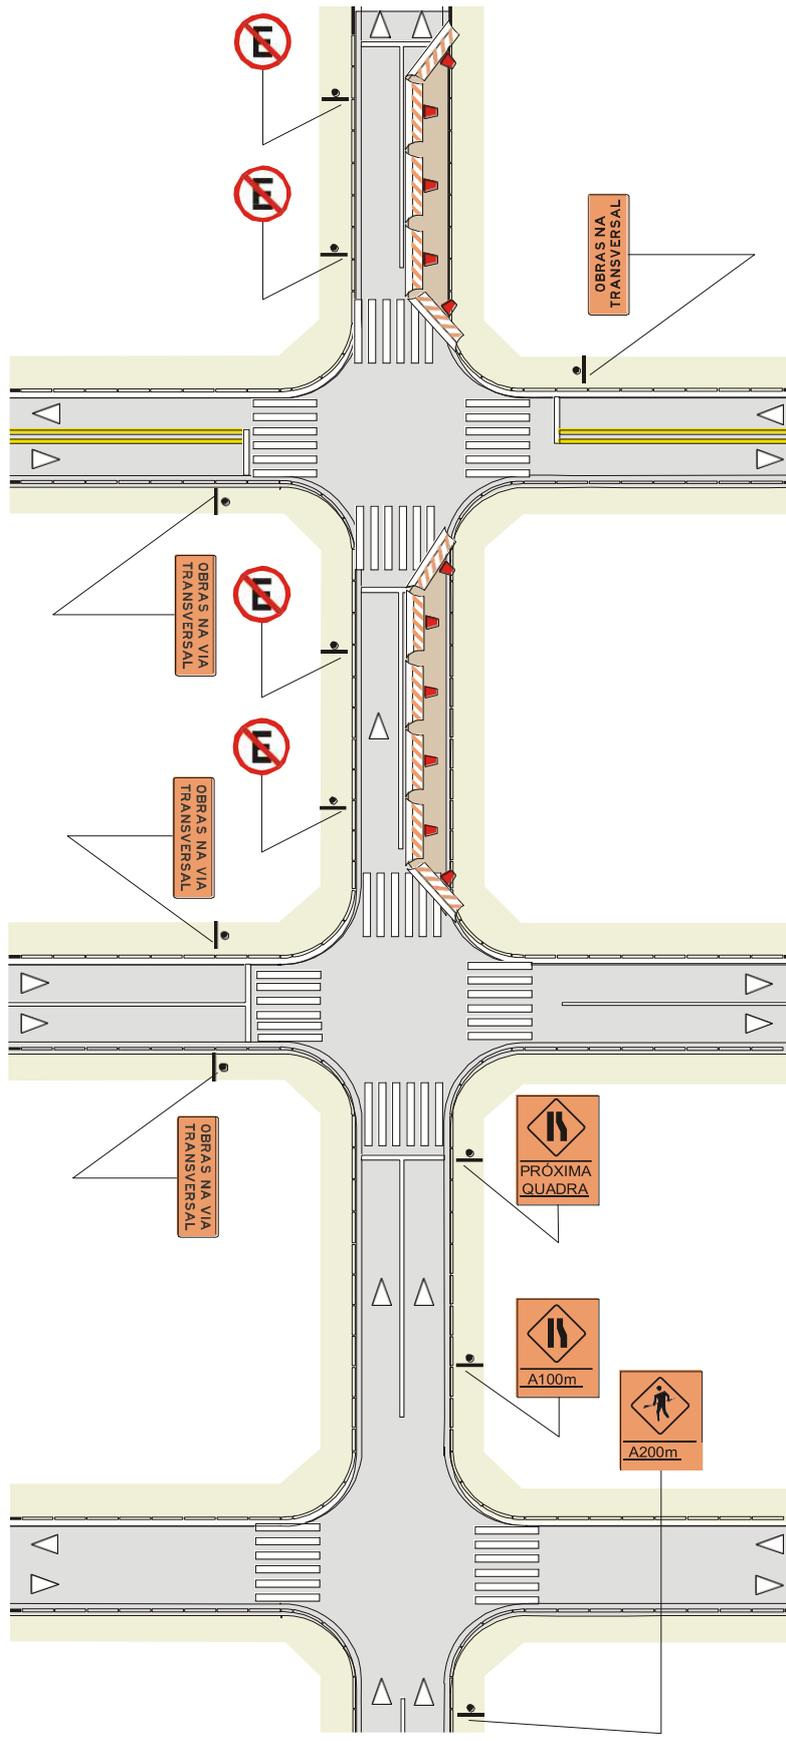 E
E
OBRAS NA
TRANSVERSAL
OBRAS NA VIA
TRANSVERSAL
E
E
OBRAS NA VIA
TRANSVERSAL
PRÓXIMA
QUADRA
OBRAS NA VIA
TRANSVERSAL
A100m
A200m